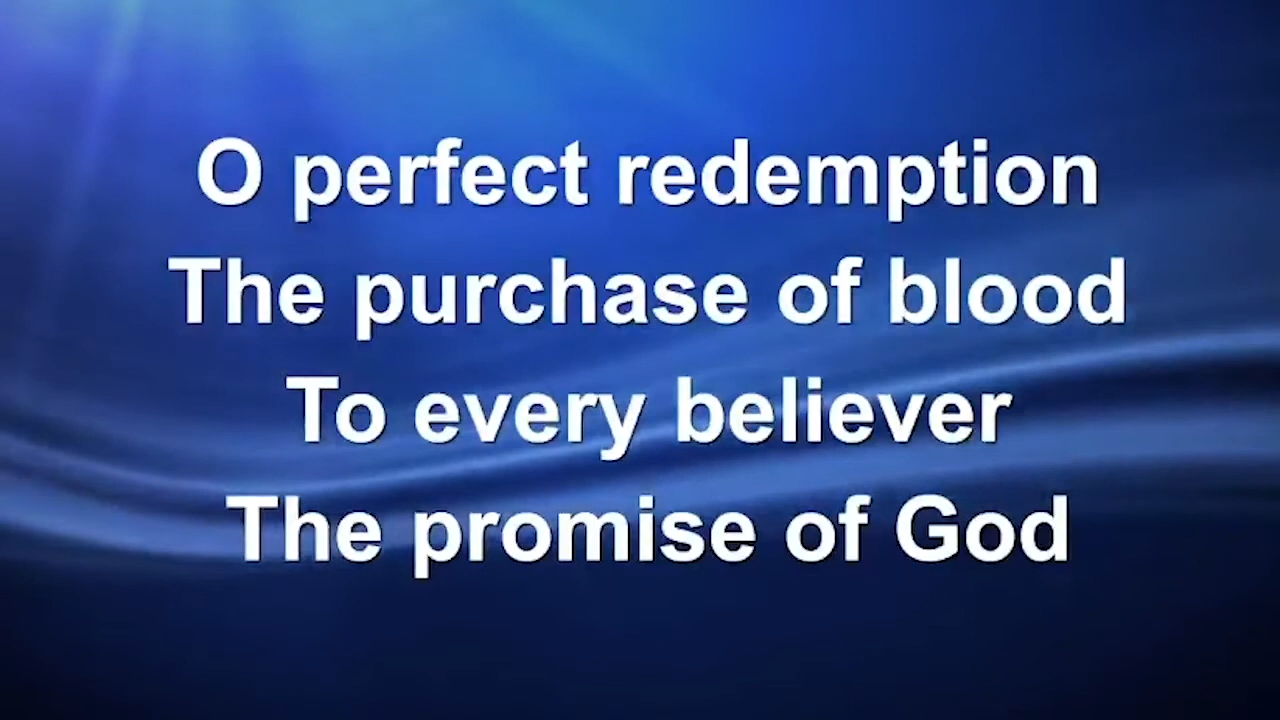 O perfect redemption
The purchase of blood
To every believer
The promise of God